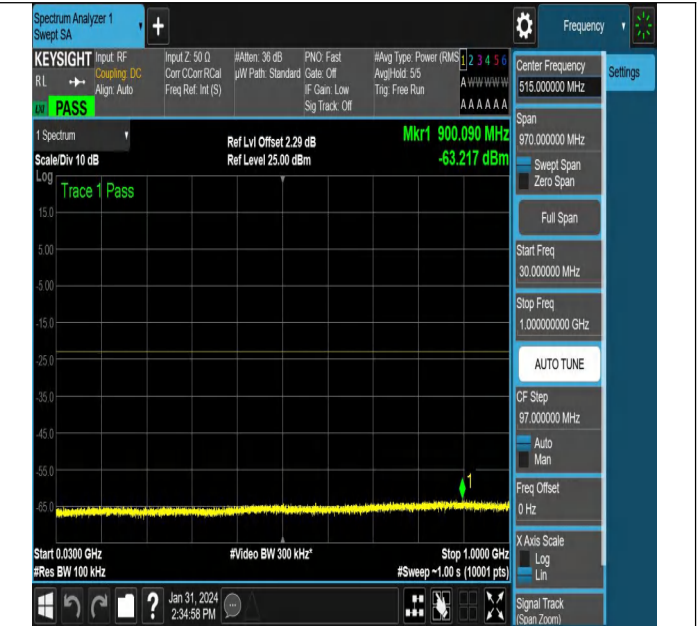 Spectrum Analyzer 1
Swept SA
+
Frequency
KEYSIGHT
RL
Input: RF
Coupling: DC
Align: Auto
Input Z: 50 Ω
Corr CCorr RCal
Freq Ref: Int (S)
#Atten: 36 dB
µW Path: Standard
PNO: Fast
Gate: Off
IF Gain: Low
Sig Track: Off
#Avg Type: Power (RMS
Avg|Hold: 5/5
Trig: Free Run
1 2 3 4 5 6
A W W W W W
A A A A A A
PASS
1 Spectrum
Scale/Div 10 dB
Ref Lvl Offset 2.29 dB
Ref Level 25.00 dBm
Mkr1 900.090 MHz
-63.217 dBm
Log
Trace 1 Pass
15.0
5.00
-5.00
-15.0
-25.0
-35.0
-45.0
-55.0
-65.0
1
Start 0.0300 GHz
#Res BW 100 kHz
#Video BW 300 kHz*
Stop 1.0000 GHz
#Sweep ~1.00 s (10001 pts)
?
Jan 31, 2024
2:34:58 PM
Settings
Center Frequency
515.000000 MHz
Span
970.000000 MHz
Swept Span
Zero Span
Full Span
Start Freq
30.000000 MHz
Stop Freq
1.000000000 GHz
AUTO TUNE
CF Step
97.000000 MHz
Auto
Man
Freq Offset
0 Hz
X Axis Scale
Log
Lin
Signal Track
(Span Zoom)